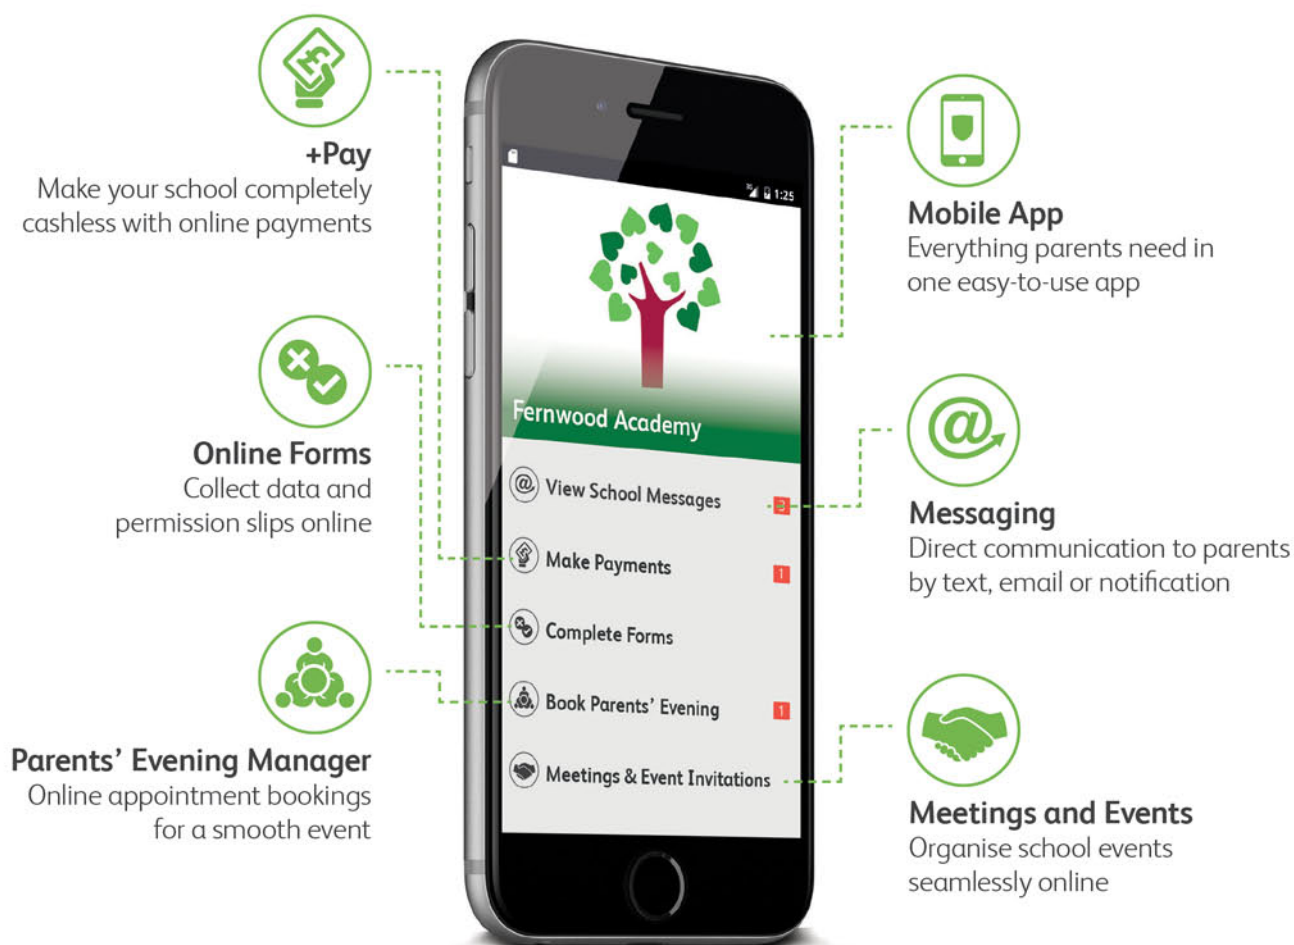 +Pay
Make your school completely
cashless with online payments
Online Forms
Collect data and
permission slips online
Parents' Evening Manager
Online appointment bookings
for a smooth event
3G
1:25
Fernwood Academy
@ View School Messages
3
£ Make Payments
1
Complete Forms
Book Parents' Evening
1
Meetings & Event Invitations
Mobile App
Everything parents need in
one easy-to-use app
@
Messaging
Direct communication to parents
by text, email or notification
Meetings and Events
Organise school events
seamlessly online